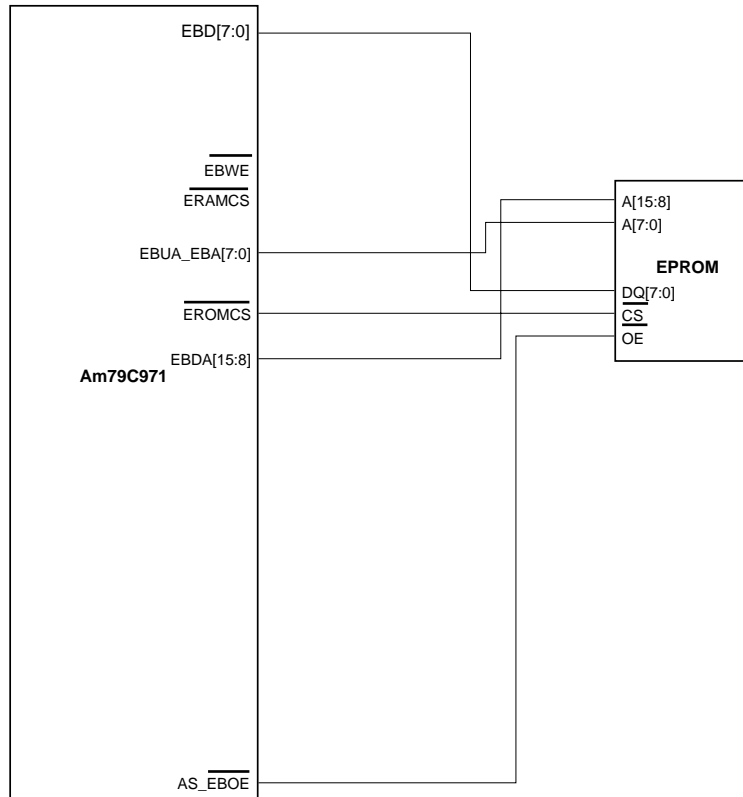 EBD[7:0]
EBWE
ERAMCS
EBUA_EBA[7:0]
EROMCS
EBDA[15:8]
Am79C971
AS_EBOE
A[15:8]
A[7:0]
EPROM
DQ[7:0]
CS
OE